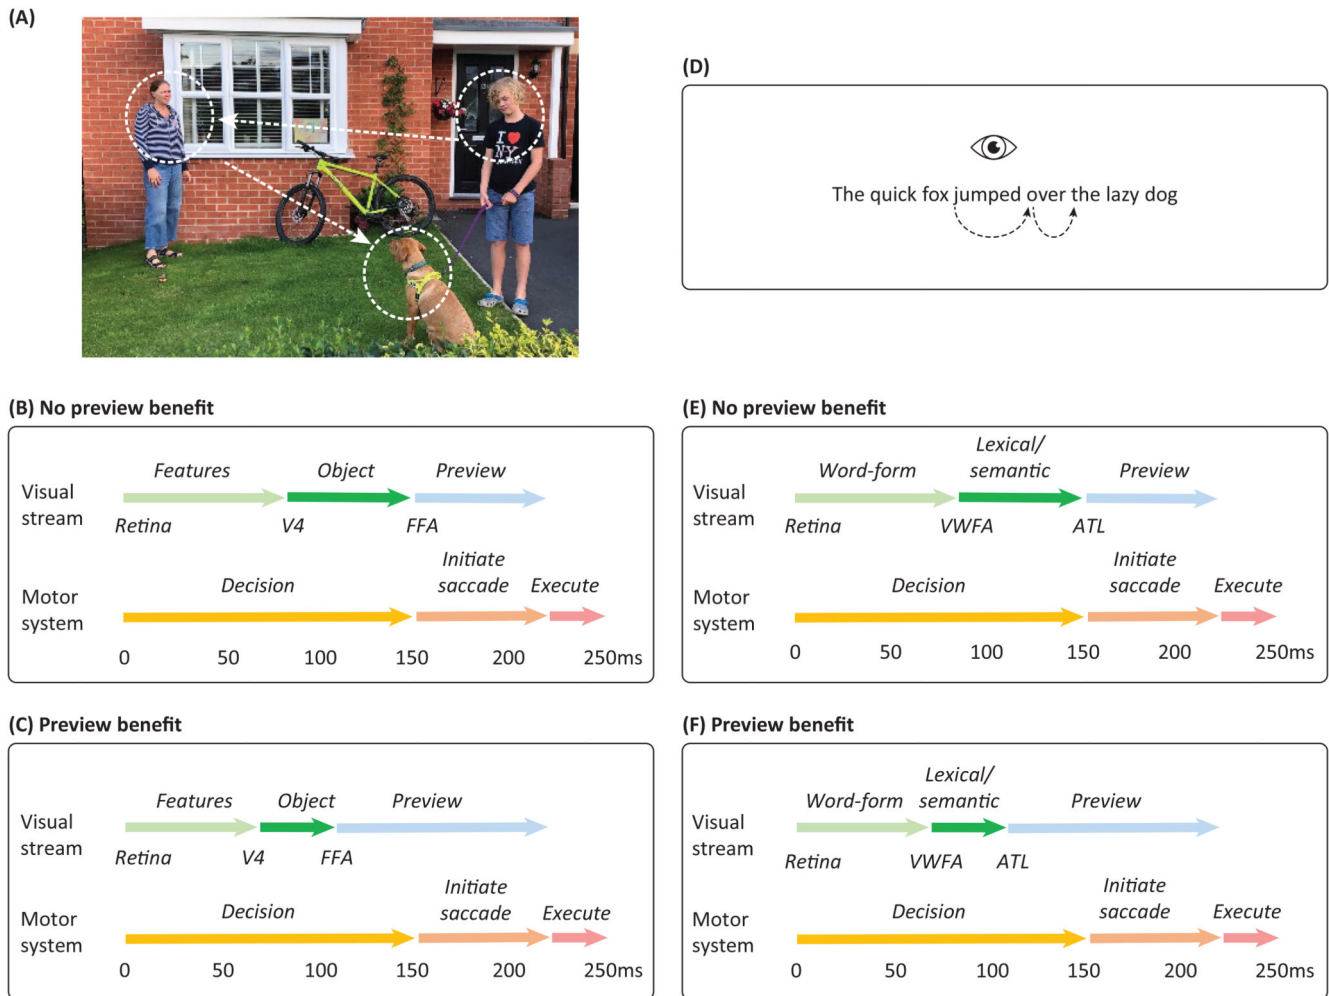 (A)
I ❤ NY
(D)
The quick fox jumped over the lazy dog
(B) No preview benefit
Features Object Preview
Visual stream
Retina V4 FFA
Initiate saccade
Decision Execute
Motor system
0 50 100 150 200 250ms
(E) No preview benefit
Lexical/ semantic
Word-form Preview
Visual stream
Retina VWFA ATL
Initiate saccade
Decision Execute
Motor system
0 50 100 150 200 250ms
(C) Preview benefit
Features Object Preview
Visual stream
Retina V4 FFA
Initiate saccade
Decision Execute
Motor system
0 50 100 150 200 250ms
(F) Preview benefit
Lexical/ semantic
Word-form Preview
Visual stream
Retina VWFA ATL
Initiate saccade
Decision Execute
Motor system
0 50 100 150 200 250ms